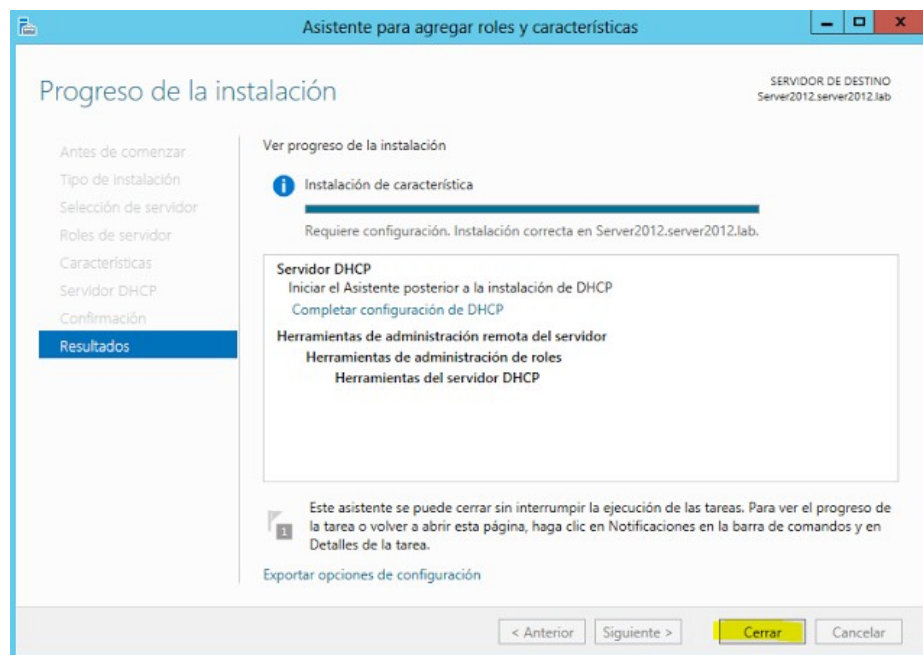 Asistente para agregar roles y características
Progreso de la instalación
SERVIDOR DE DESTINO
Server2012.server2012.lab
Antes de comenzar
Tipo de instalación
Selección de servidor
Roles de servidor
Características
Servidor DHCP
Confirmación
Resultados
Ver progreso de la instalación
Instalación de característica
Requiere configuración. Instalación correcta en Server2012.server2012.lab.
Servidor DHCP
Iniciar el Asistente posterior a la instalación de DHCP
Completar configuración de DHCP
Herramientas de administración remota del servidor
Herramientas de administración de roles
Herramientas del servidor DHCP
1
Este asistente se puede cerrar sin interrumpir la ejecución de las tareas. Para ver el progreso de
la tarea o volver a abrir esta página, haga clic en Notificaciones en la barra de comandos y en
Detalles de la tarea.
Exportar opciones de configuración
< Anterior
Siguiente >
Cerrar
Cancelar